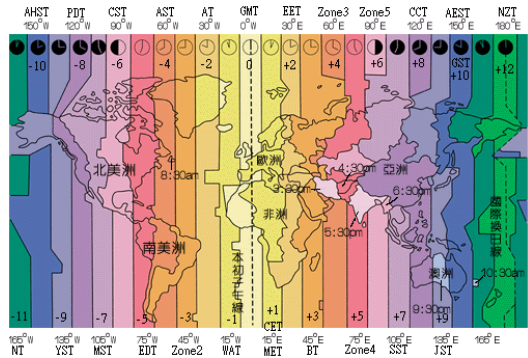 AHST PDT CST AST AT GMT EET Zone3 Zone5 CCT AEST NZT
150°W 120°W 90°W 60°W 30°W 0° 30°E 60°E 90°E 120°E 150°E 180°E
-10 -8 -6 -4 -2 0 +2 +4 +6 +8 GST +10 +12
北美洲
歐洲
亞洲
8:30am
3:30pm
4:30pm
6:30pm
非洲
5:30pm
南美洲
本初子午線
國際換日線
澳洲
10:30am
9:30pm
-11 -9 -7 -5 -3 -1 +1 +3 +5 +7 +9
165°W 135°W 105°W 75°W 45°W 15°W CET 15°E 45°E 75°E 105°E 135°E 165°E
NT YST MST EDT Zone2 WAT MET BT Zone4 SST JST